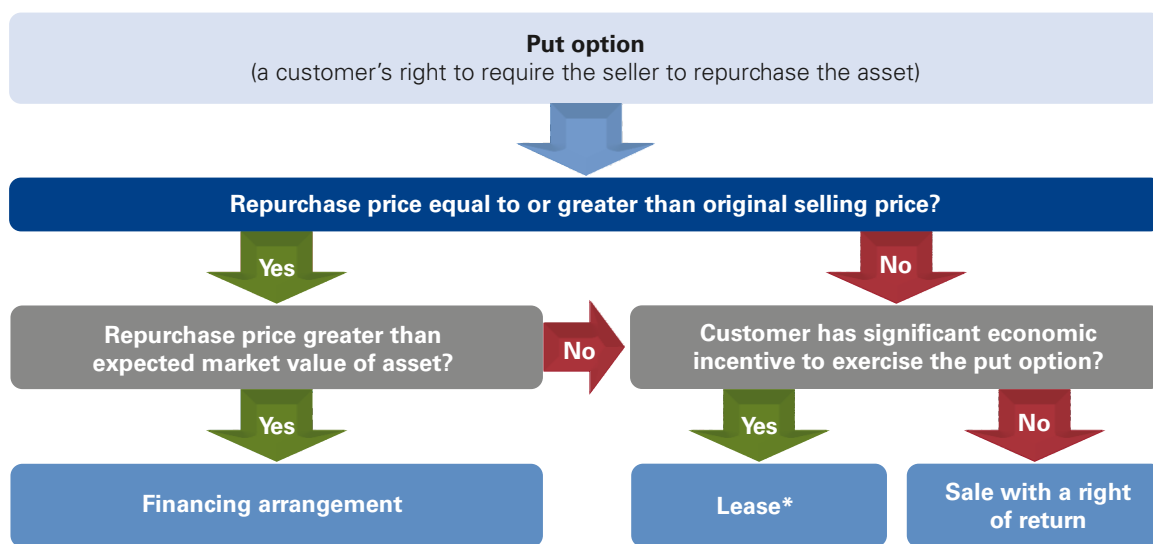 Put option
(a customer's right to require the seller to repurchase the asset)
Repurchase price equal to or greater than original selling price?
Yes
No
Repurchase price greater than
expected market value of asset?
No
Customer has significant economic
incentive to exercise the put option?
Yes
Yes
No
Financing arrangement
Lease*
Sale with a right
of return